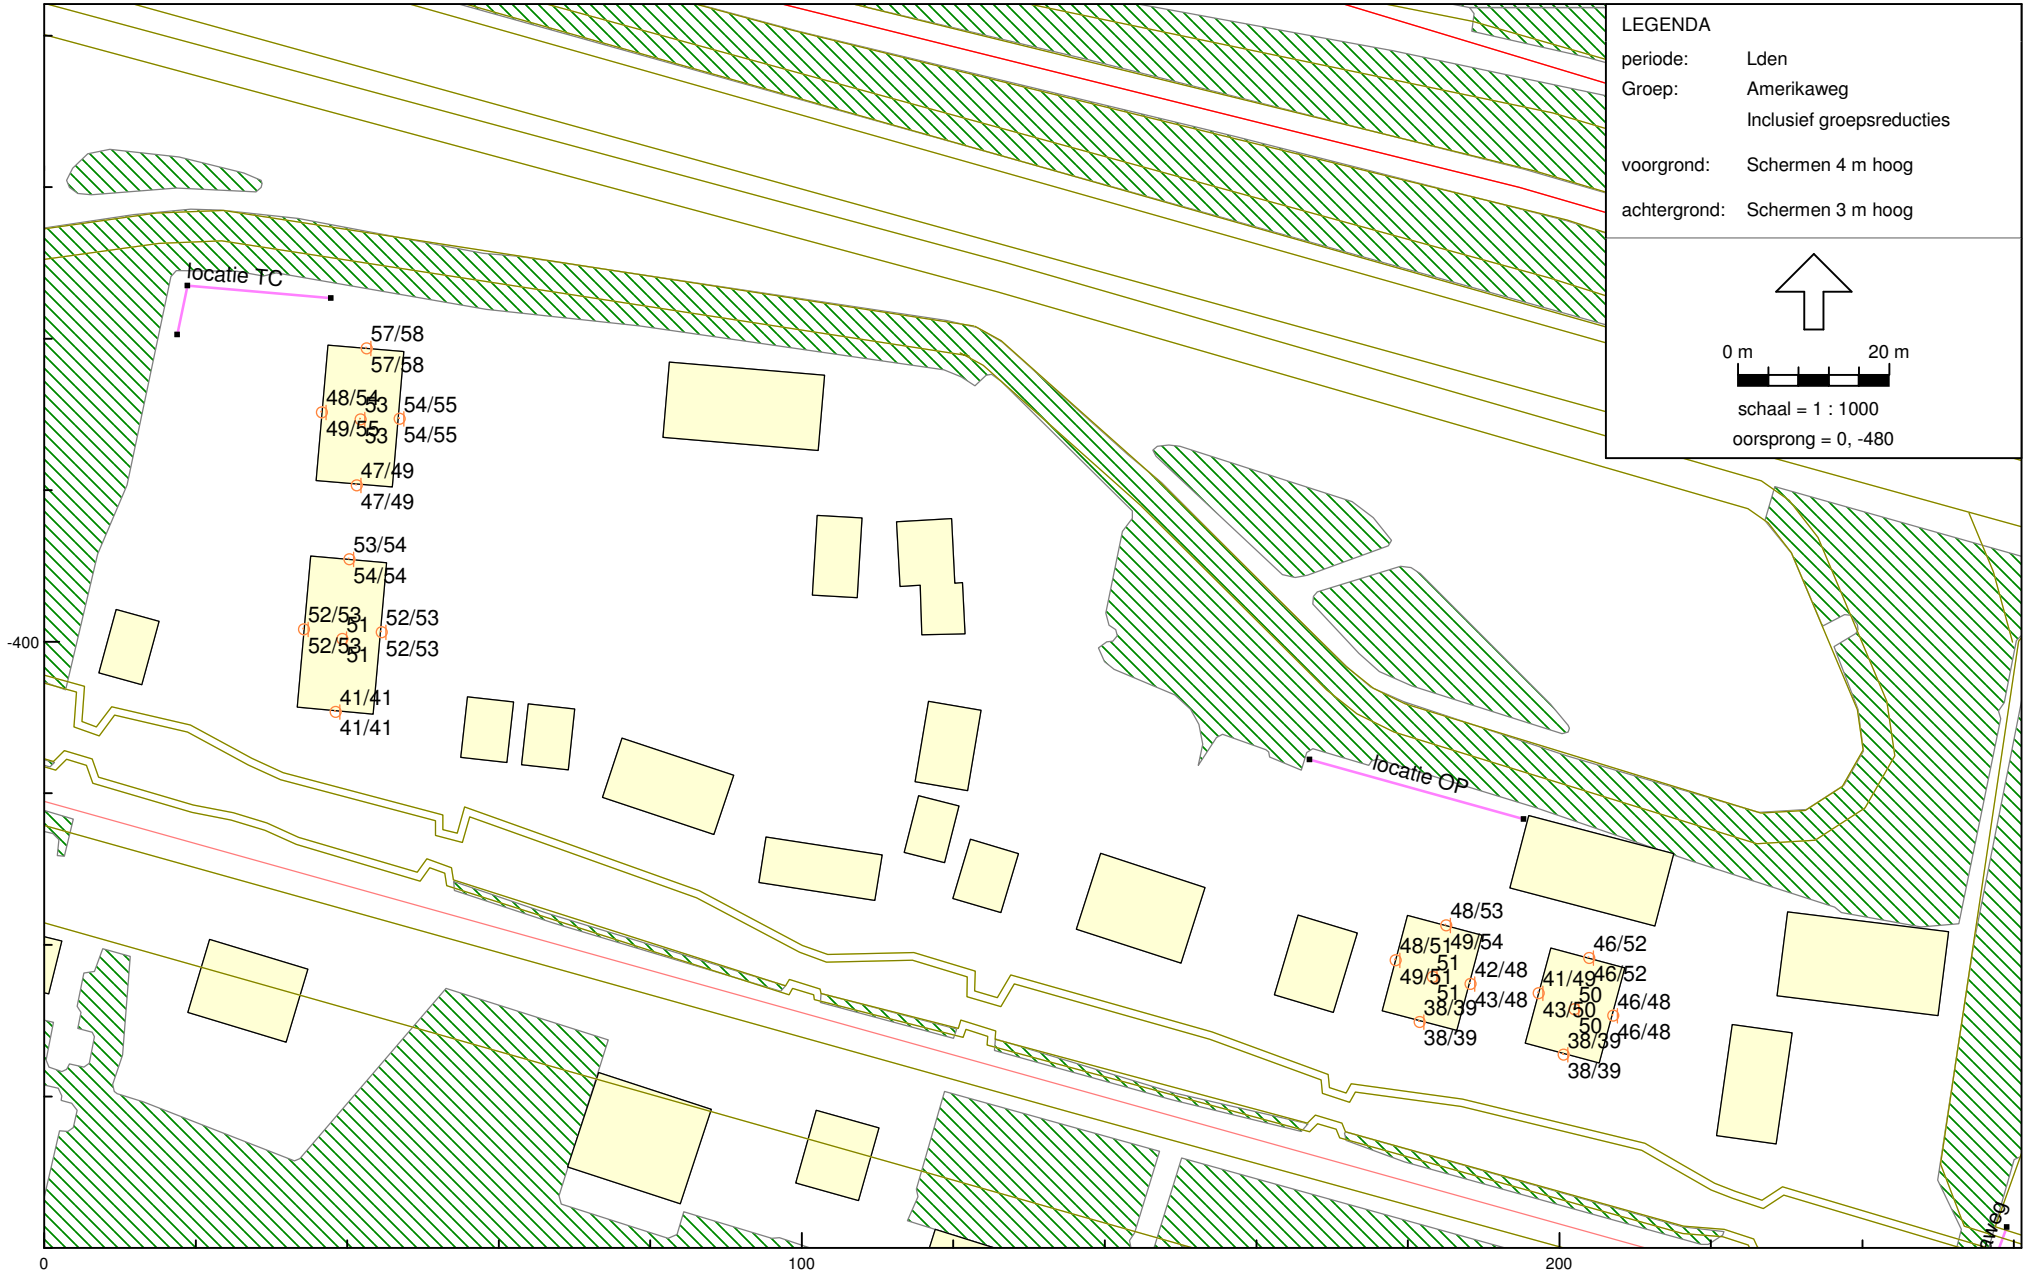 LEGENDA
periode: Lden
Groep: Amerikaweg
Inclusief groepsreducties
voorgrond: Schermen 4 m hoog
achtergrond: Schermen 3 m hoog
0 m 20 m
schaal = 1 : 1000
oorsprong = 0, -480
locatie TC
57/58
57/58
48/54 53 54/55
49/55 53 54/55
47/49
47/49
53/54
54/54
52/53 51 52/53
52/53 51 52/53
-400
41/41
41/41
locatie OP
48/53
48/51 49/54
51
49/51 42/48
51 43/48
38/39
38/39
46/52
46/52
41/49
50
43/50 46/48
50 46/48
38/39
38/39
aweg
0 100 200